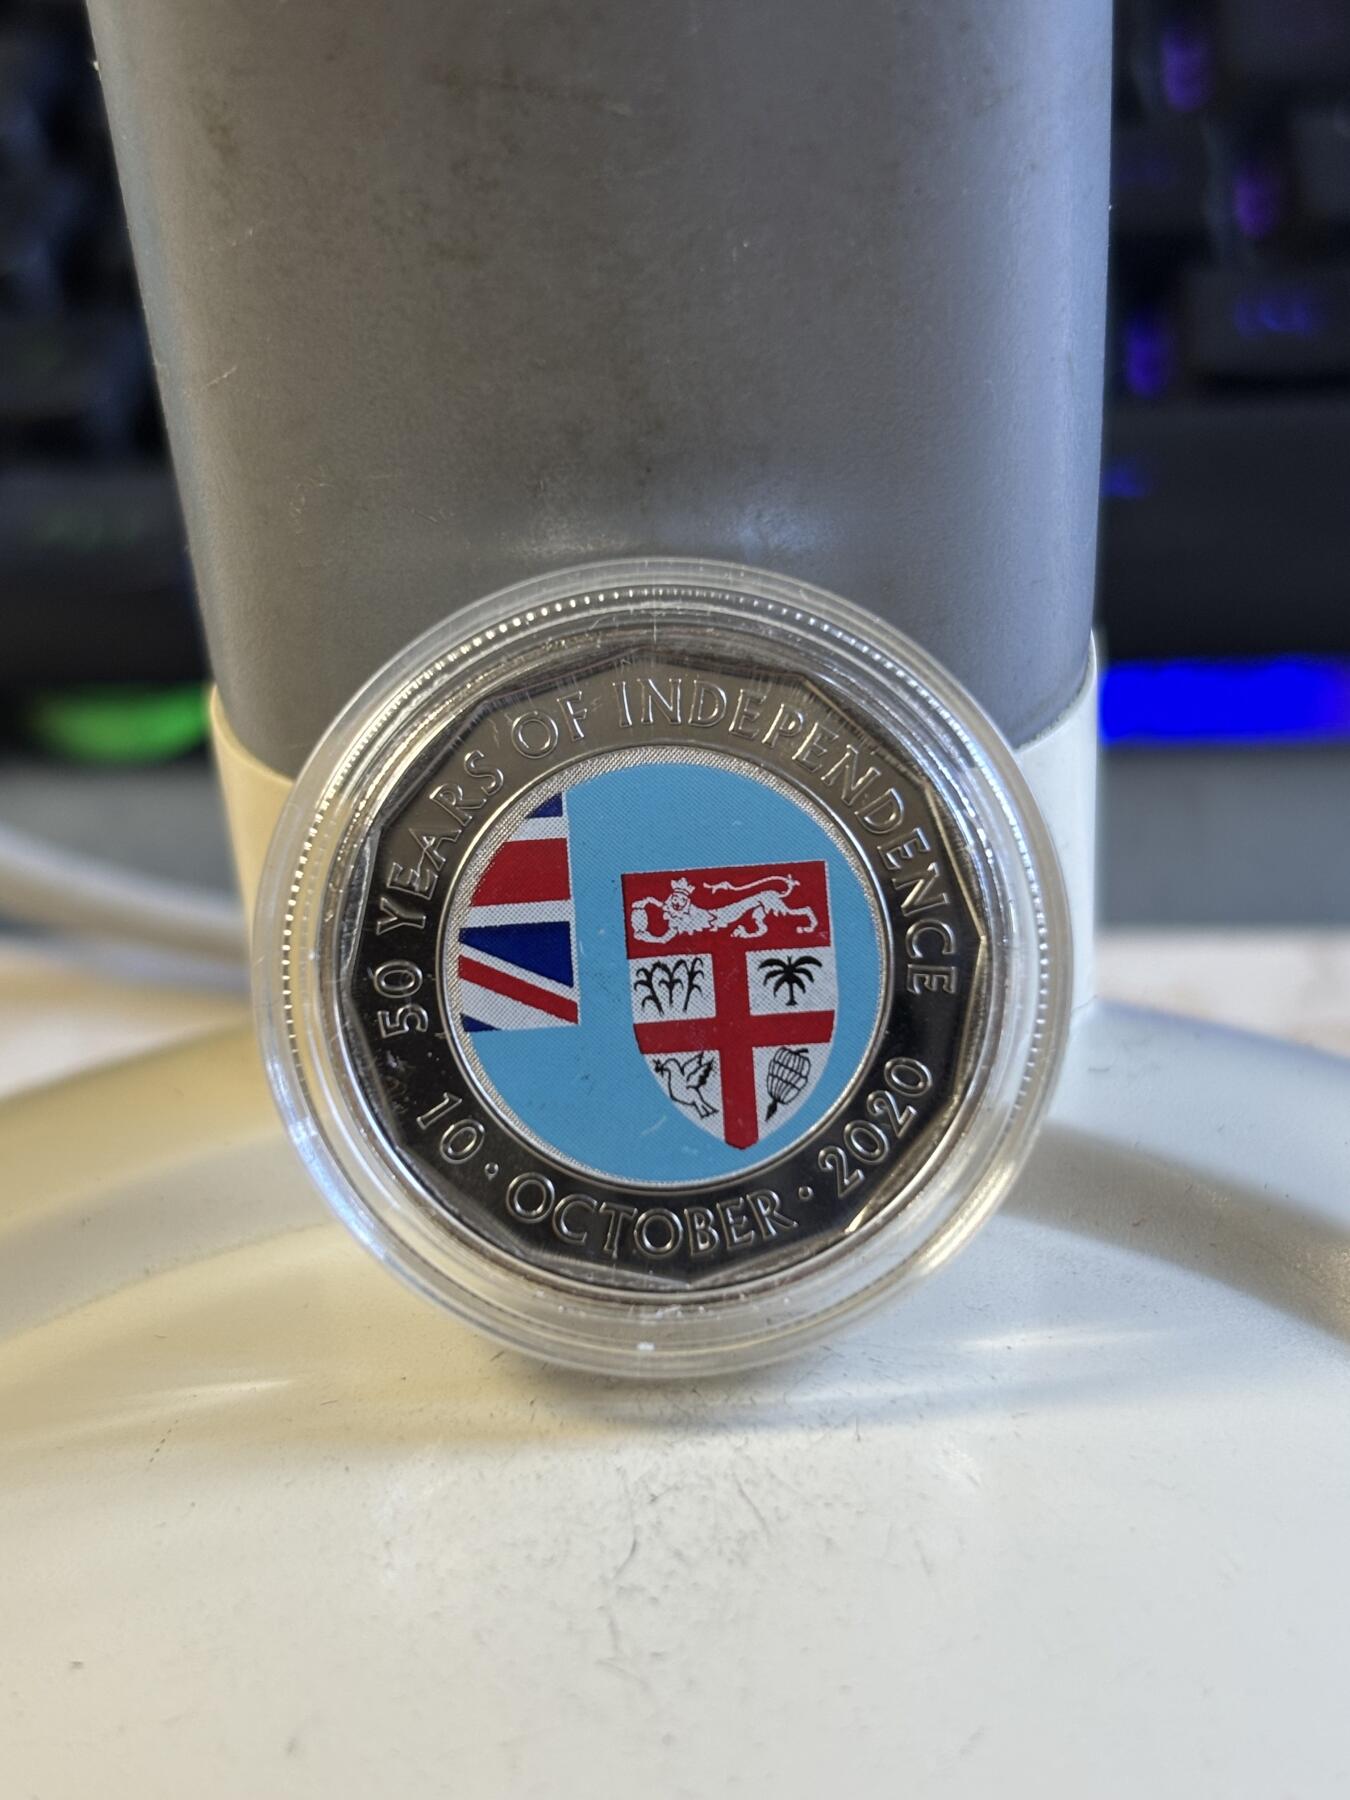 50 YEARS OF INDEPENDENCE
10 · OCTOBER · 2020